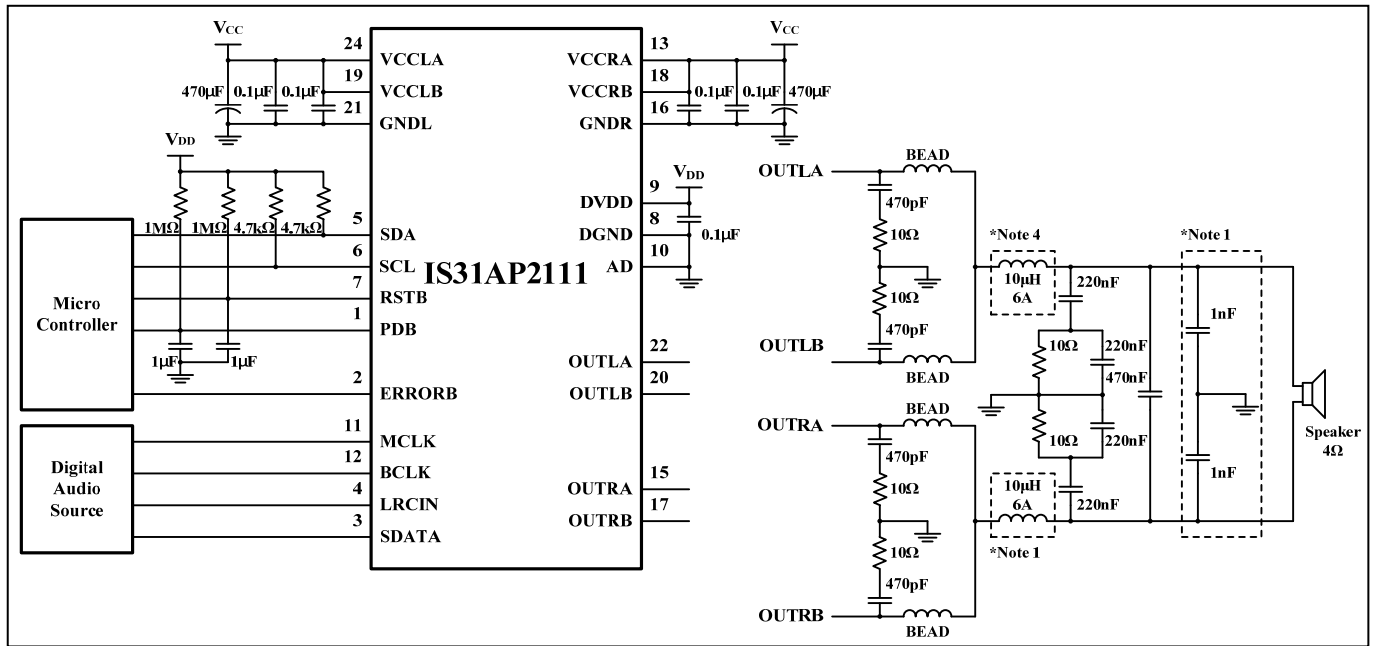 VCC
24
VCCLA
19
VCCLB
21
GNDL
470µF
0.1µF
0.1µF
VDD
1MΩ
1MΩ
4.7kΩ
4.7kΩ
5
SDA
6
SCL
7
RSTB
1
PDB
1µF
1µF
2
ERRORB
11
MCLK
12
BCLK
4
LRCIN
3
SDATA
Micro
Controller
Digital
Audio
Source
IS31AP2111
VCC
13
VCCRA
18
VCCRB
16
GNDR
0.1µF
0.1µF
470µF
VDD
9
DVDD
8
DGND
10
AD
0.1µF
22
OUTLA
20
OUTLB
15
OUTRA
17
OUTRB
OUTLA
BEAD
470pF
10Ω
10Ω
470pF
OUTLB
BEAD
OUTRA
BEAD
470pF
10Ω
10Ω
470pF
OUTRB
BEAD
*Note 4
10µH
6A
220nF
10Ω
220nF
470nF
10Ω
220nF
10µH
6A
220nF
*Note 1
*Note 1
1nF
1nF
Speaker
4Ω